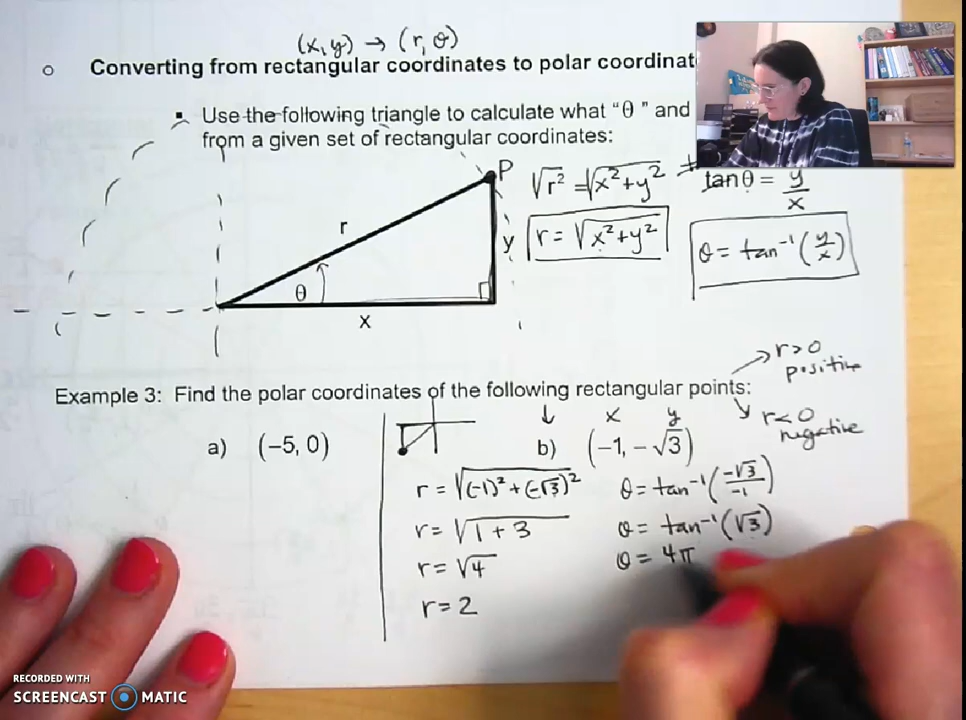 (x, y) → (r, θ)
Converting from rectangular coordinates to polar coordinat
Use the following triangle to calculate what “θ ” and
from a given set of rectangular coordinates:
P
√r² = √x²+y²
tanθ = y/x
r
y
r = √x²+y²
θ = tan⁻¹(y/x)
θ
x
→ r>0
positive
Example 3: Find the polar coordinates of the following rectangular points:
↓ x y
r<0
negative
a) (-5, 0)
b) (-1, -√3)
r = √(-1)² + (-√3)²
θ = tan⁻¹(-√3/-1)
r = √1 + 3
θ = tan⁻¹(√3)
r = √4
θ = 4π
r = 2
RECORDED WITH
SCREENCAST MATIC